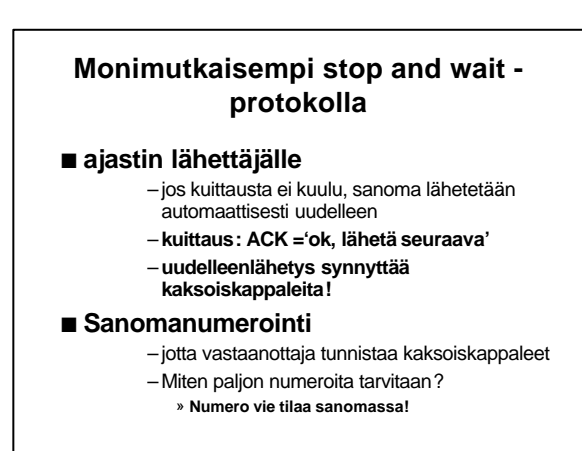 Monimutkaisempi stop and wait -
protokolla
■ ajastin lähettäjälle
– jos kuittausta ei kuulu, sanoma lähetetään
automaattisesti uudelleen
– kuittaus: ACK =‘ok, lähetä seuraava’
– uudelleenlähetys synnyttää
kaksoiskappaleita!
■ Sanomanumerointi
– jotta vastaanottaja tunnistaa kaksoiskappaleet
– Miten paljon numeroita tarvitaan?
» Numero vie tilaa sanomassa!